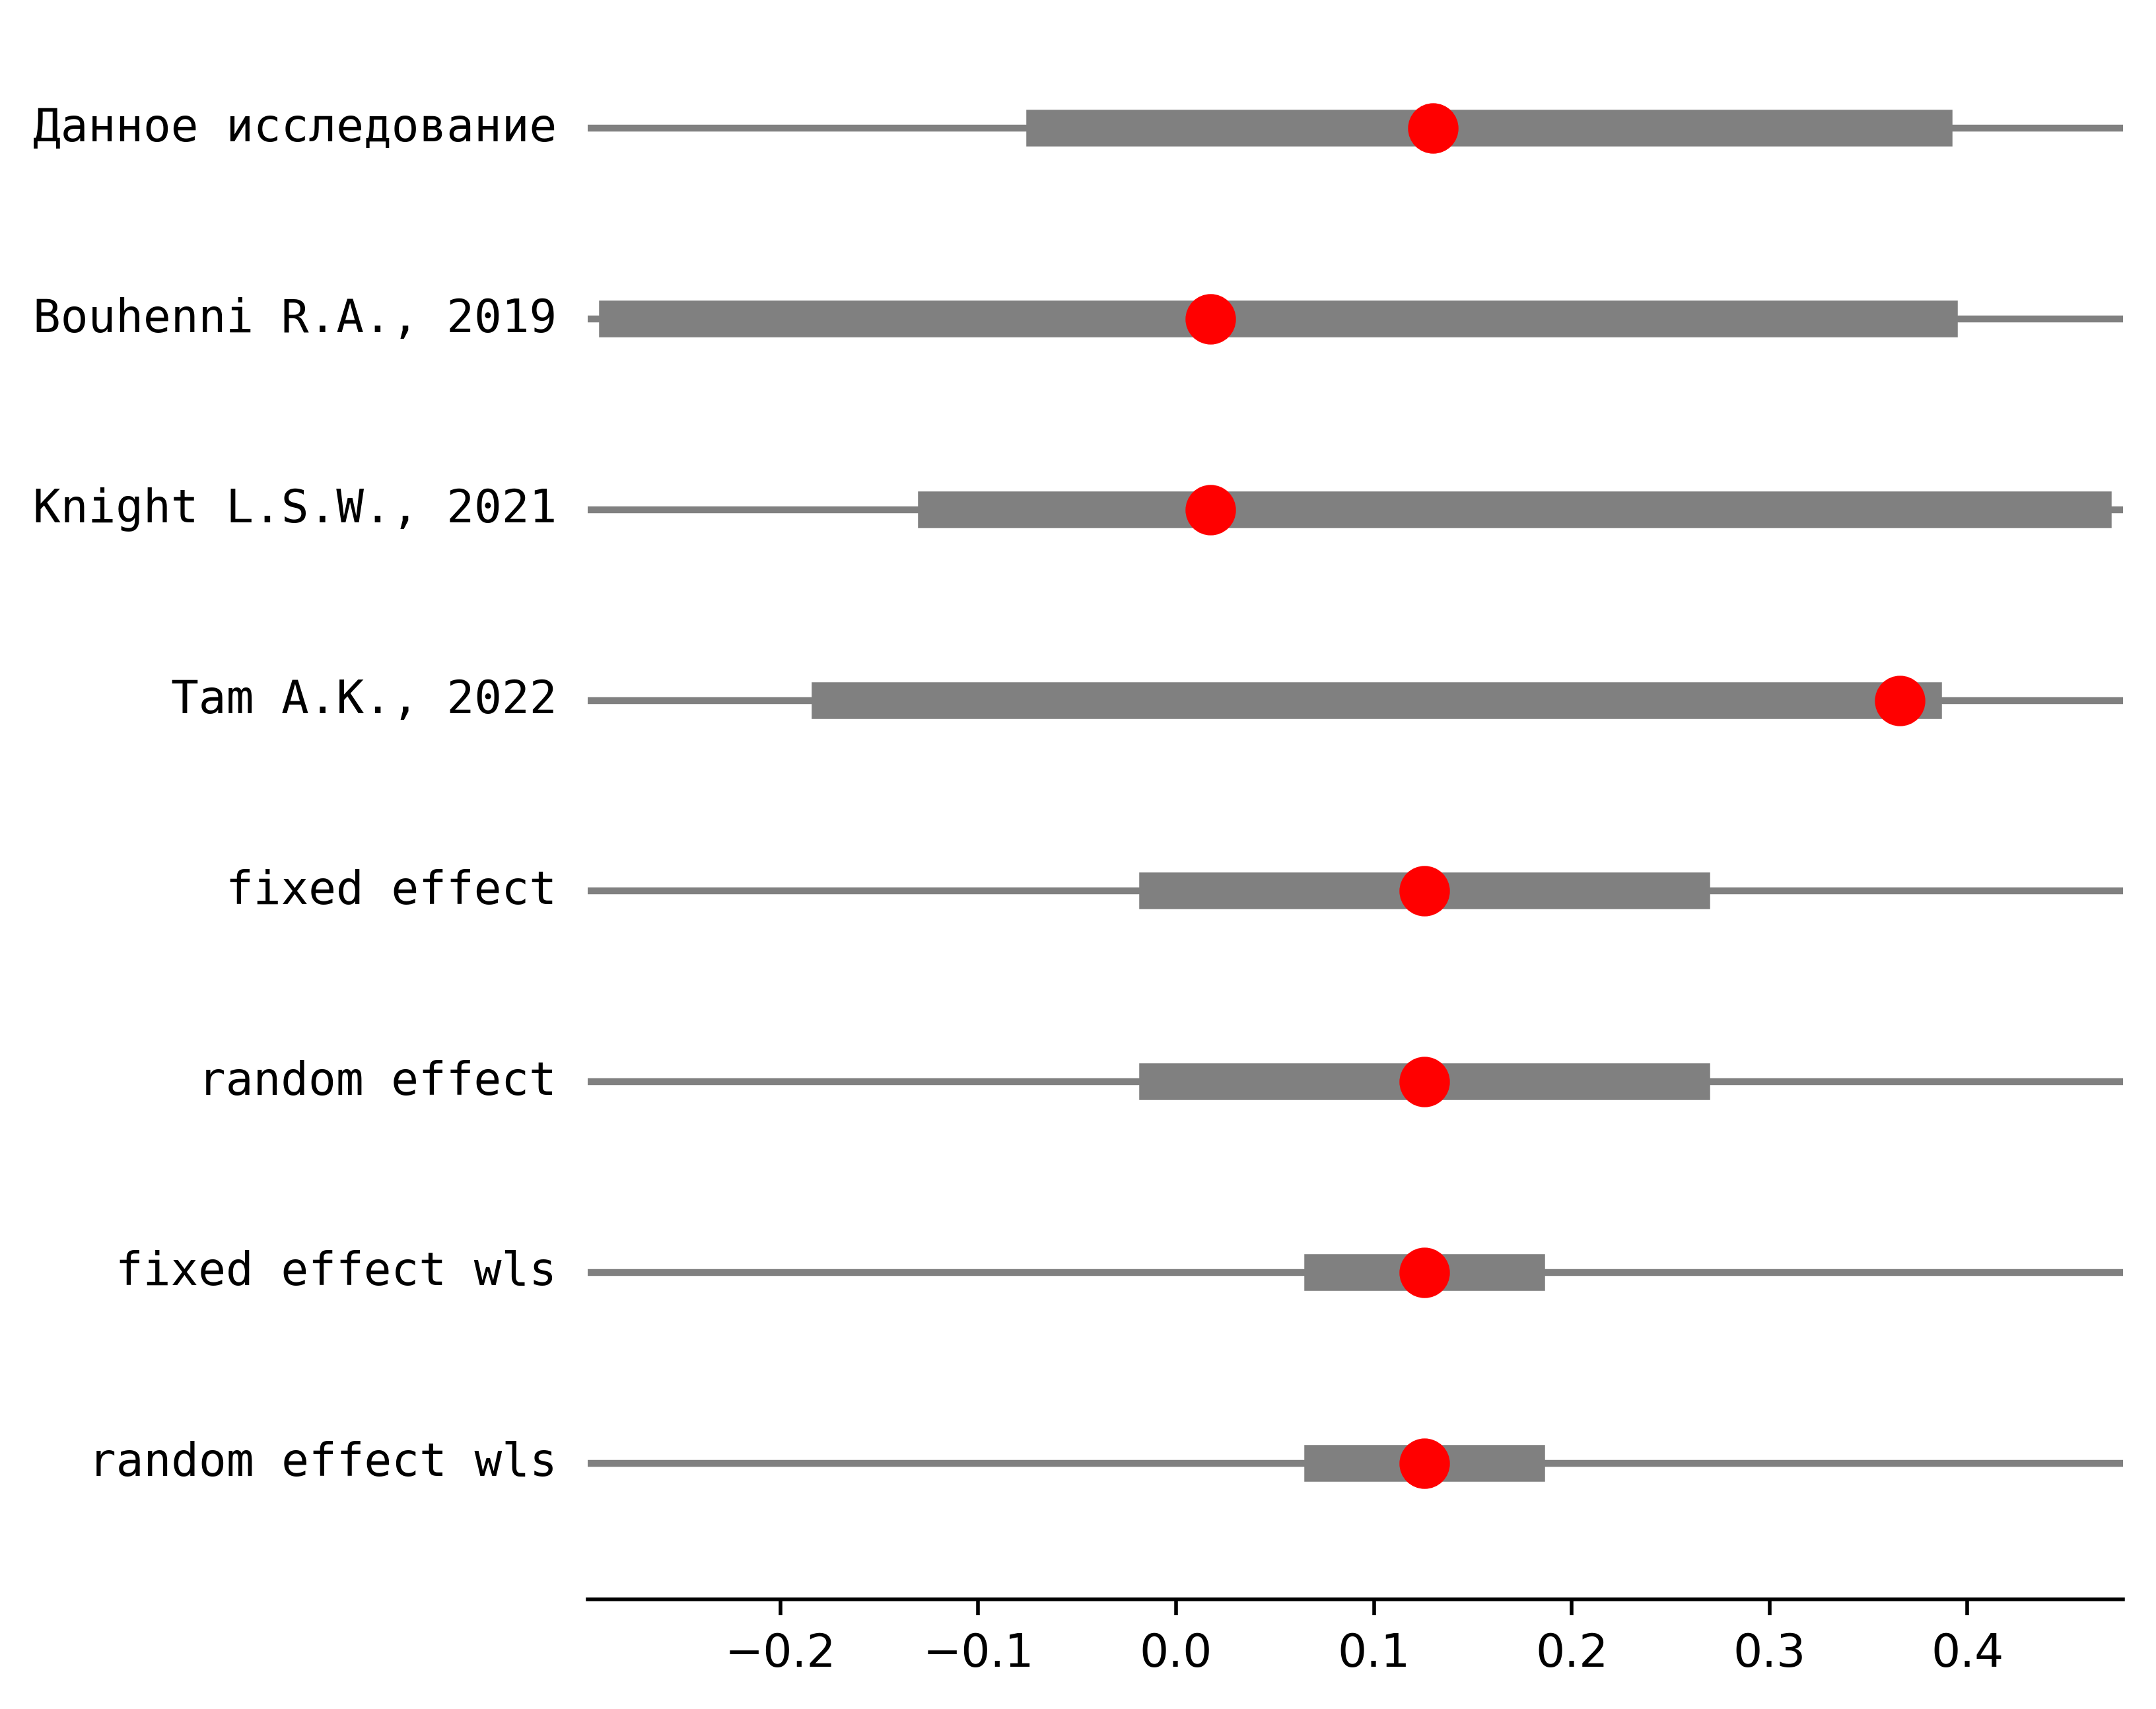 Данное исследование
Bouhenni R.A., 2019
Knight L.S.W., 2021
Tam A.K., 2022
fixed effect
random effect
fixed effect wls
random effect wls
−0.2 −0.1 0.0 0.1 0.2 0.3 0.4